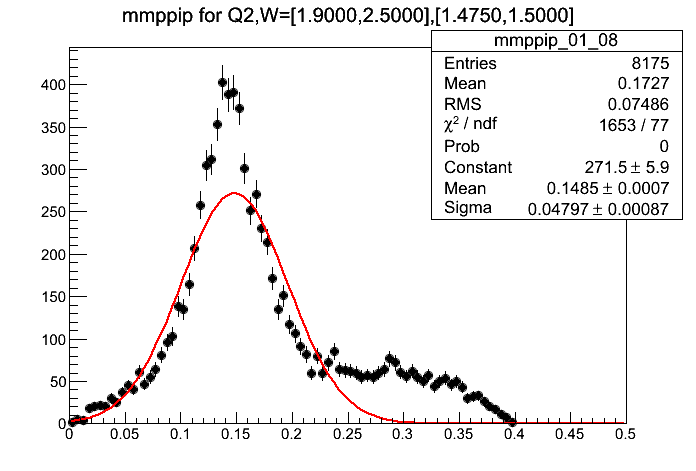 mmppip for Q2,W=[1.9000,2.5000],[1.4750,1.5000]
mmppip_01_08
Entries 8175
Mean 0.1727
RMS 0.07486
χ² / ndf 1653 / 77
Prob 0
Constant 271.5 ± 5.9
Mean 0.1485 ± 0.0007
Sigma 0.04797 ± 0.00087
400
350
300
250
200
150
100
50
0
0 0.05 0.1 0.15 0.2 0.25 0.3 0.35 0.4 0.45 0.5